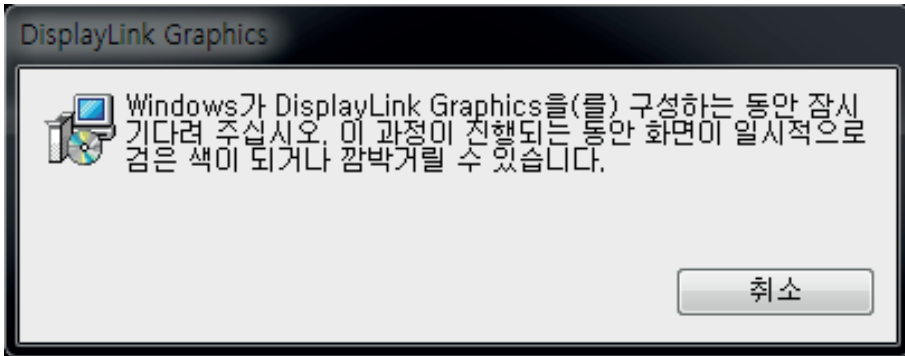 DisplayLink Graphics
Windows가 DisplayLink Graphics을(를) 구성하는 동안 잠시
기다려 주십시오. 이 과정이 진행되는 동안 화면이 일시적으로
검은 색이 되거나 깜박거릴 수 있습니다.
취소